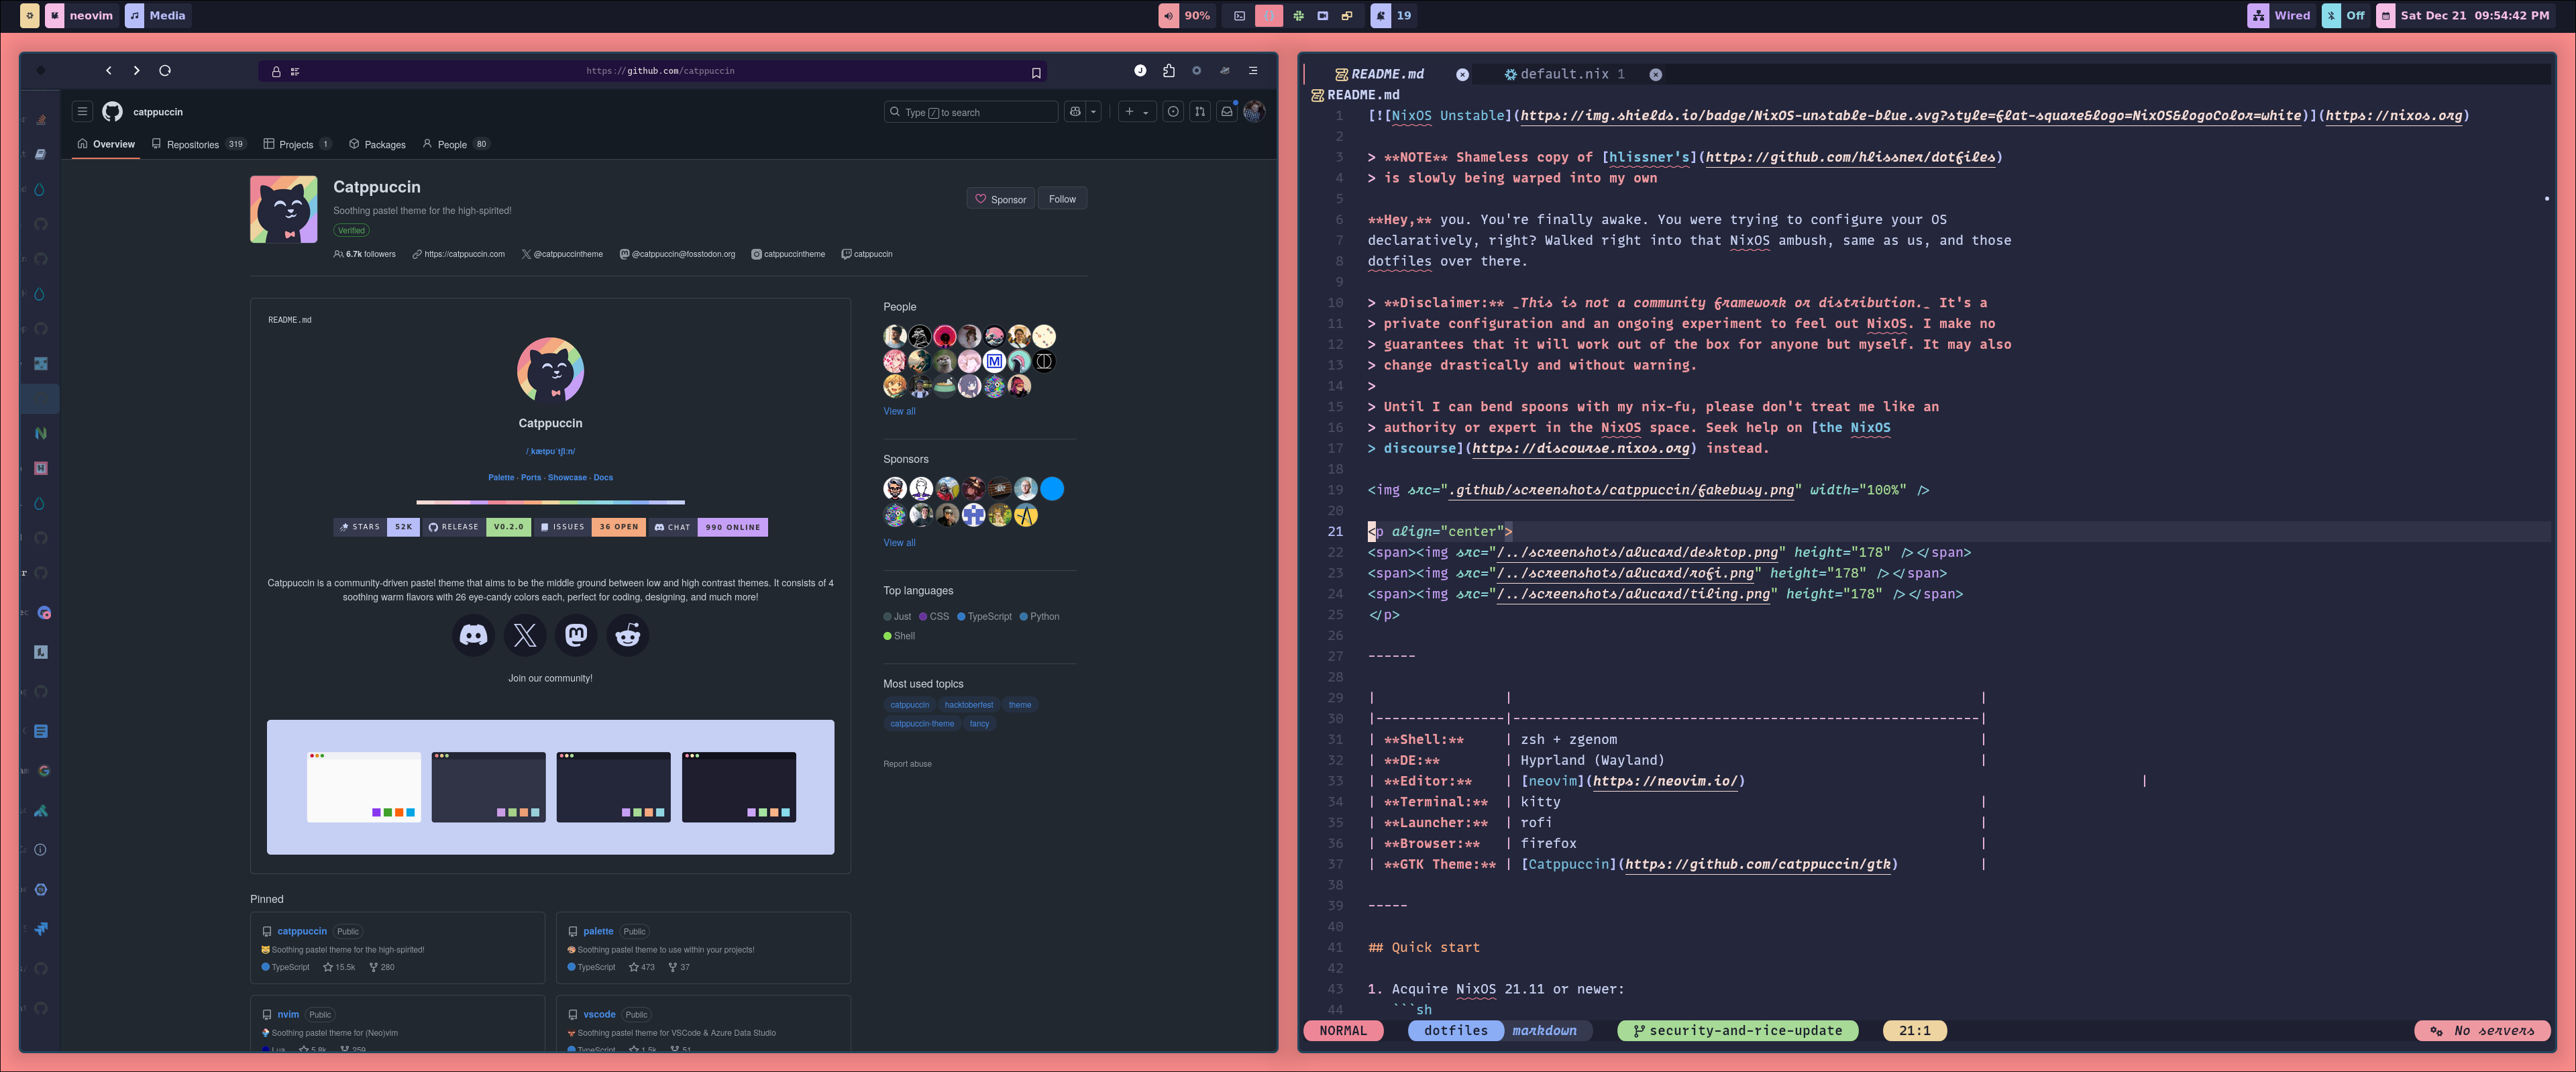 neovim
Media
90%
19
Wired
Off
Sat Dec 21 09:54:42 PM
https://github.com/catppuccin
J
catppuccin
Type / to search
Overview
Repositories 319
Projects 1
Packages
People 80
Catppuccin
Soothing pastel theme for the high-spirited!
Verified
Sponsor
Follow
6.7k followers
https://catppuccin.com
@catppuccintheme
@catppuccin@fosstodon.org
catppuccintheme
catppuccin
README.md
Catppuccin
Palette · Ports · Showcase · Docs
STARS 52K
RELEASE V0.2.0
ISSUES 36 OPEN
CHAT 990 ONLINE
Catppuccin is a community-driven pastel theme that aims to be the middle ground between low and high contrast themes. It consists of 4
soothing warm flavors with 26 eye-candy colors each, perfect for coding, designing, and much more!
Join our community!
People
View all
Sponsors
View all
Top languages
Just CSS TypeScript Python
Shell
Most used topics
catppuccin hacktoberfest theme
catppuccin-theme fancy
Report abuse
Pinned
catppuccin Public
Soothing pastel theme for the high-spirited!
TypeScript 15.5k 280
palette Public
Soothing pastel theme to use within your projects!
TypeScript 473 37
nvim Public
Soothing pastel theme for (Neo)vim
Lua 5.8k 259
vscode Public
Soothing pastel theme for VSCode & Azure Data Studio
TypeScript 1.5k 51
README.md
default.nix 1
README.md
1 [![NixOS Unstable](https://img.shields.io/badge/NixOS-unstable-blue.svg?style=flat-square&logo=NixOS&logoColor=white)](https://nixos.org)
2
3 > **NOTE** Shameless copy of [hlissner's](https://github.com/hlissner/dotfiles)
4 > is slowly being warped into my own
5
6 **Hey,** you. You're finally awake. You were trying to configure your OS
7 declaratively, right? Walked right into that NixOS ambush, same as us, and those
8 dotfiles over there.
9
10 > **Disclaimer:** _This is not a community framework or distribution._ It's a
11 > private configuration and an ongoing experiment to feel out NixOS. I make no
12 > guarantees that it will work out of the box for anyone but myself. It may also
13 > change drastically and without warning.
14 >
15 > Until I can bend spoons with my nix-fu, please don't treat me like an
16 > authority or expert in the NixOS space. Seek help on [the NixOS
17 > discourse](https://discourse.nixos.org) instead.
18
19 <img src=".github/screenshots/catppuccin/fakebusy.png" width="100%" />
20
21 <p align="center">
22 <span><img src="/../screenshots/alucard/desktop.png" height="178" /></span>
23 <span><img src="/../screenshots/alucard/rofi.png" height="178" /></span>
24 <span><img src="/../screenshots/alucard/tiling.png" height="178" /></span>
25 </p>
26
27 ------
28
29 | | |
30 |----------------|----------------------------------------------------------|
31 | **Shell:** | zsh + zgenom |
32 | **DE:** | Hyprland (Wayland) |
33 | **Editor:** | [neovim](https://neovim.io/) |
34 | **Terminal:** | kitty |
35 | **Launcher:** | rofi |
36 | **Browser:** | firefox |
37 | **GTK Theme:** | [Catppuccin](https://github.com/catppuccin/gtk) |
38
39 -----
40
41 ## Quick start
42
43 1. Acquire NixOS 21.11 or newer:
44 ```sh
NORMAL dotfiles markdown security-and-rice-update 21:1 No servers